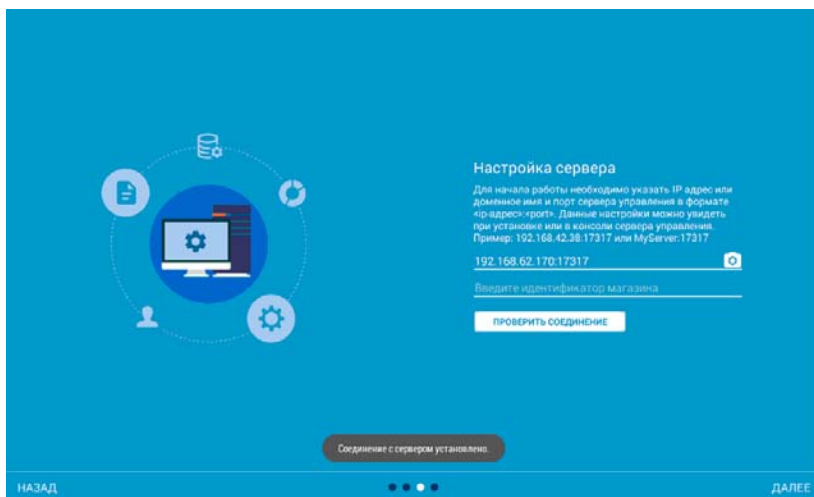 Настройка сервера
Для начала работы необходимо указать IP адрес или
доменное имя и порт сервера управления в формате
<ip-адрес>:<port>. Данные настройки можно увидеть
при установке или в консоли сервера управления.
Пример: 192.168.42.38:17317 или MyServer:17317
192.168.62.170:17317
Введите идентификатор магазина
ПРОВЕРИТЬ СОЕДИНЕНИЕ
Соединение с сервером установлено.
НАЗАД
ДАЛЕЕ